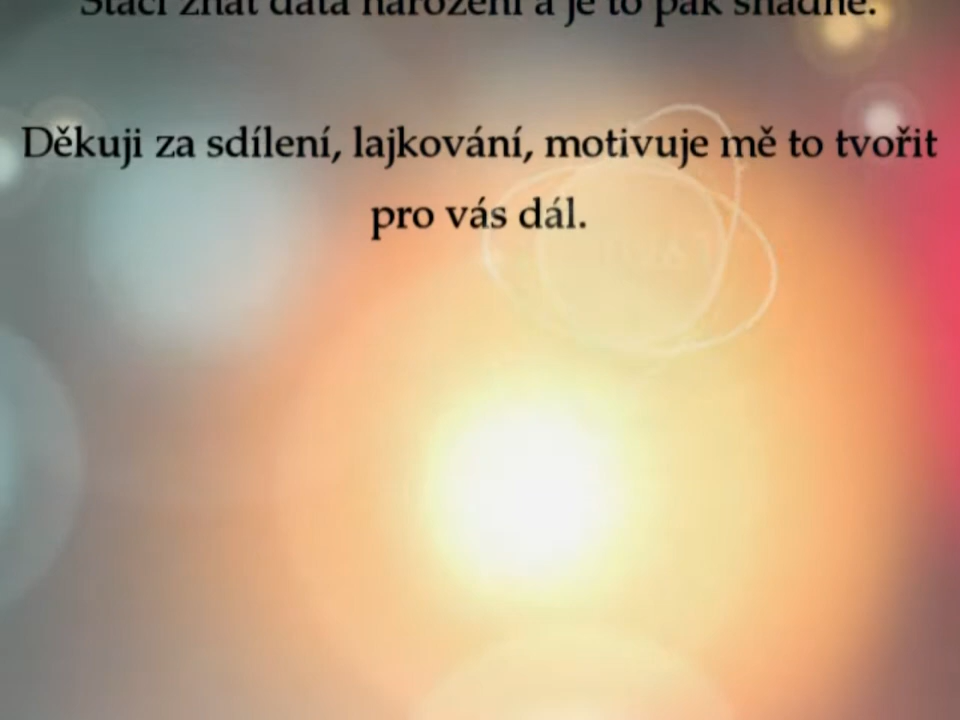 Stačí znát data narození a je to pak snadné.
Děkuji za sdílení, lajkování, motivuje mě to tvořit
pro vás dál.